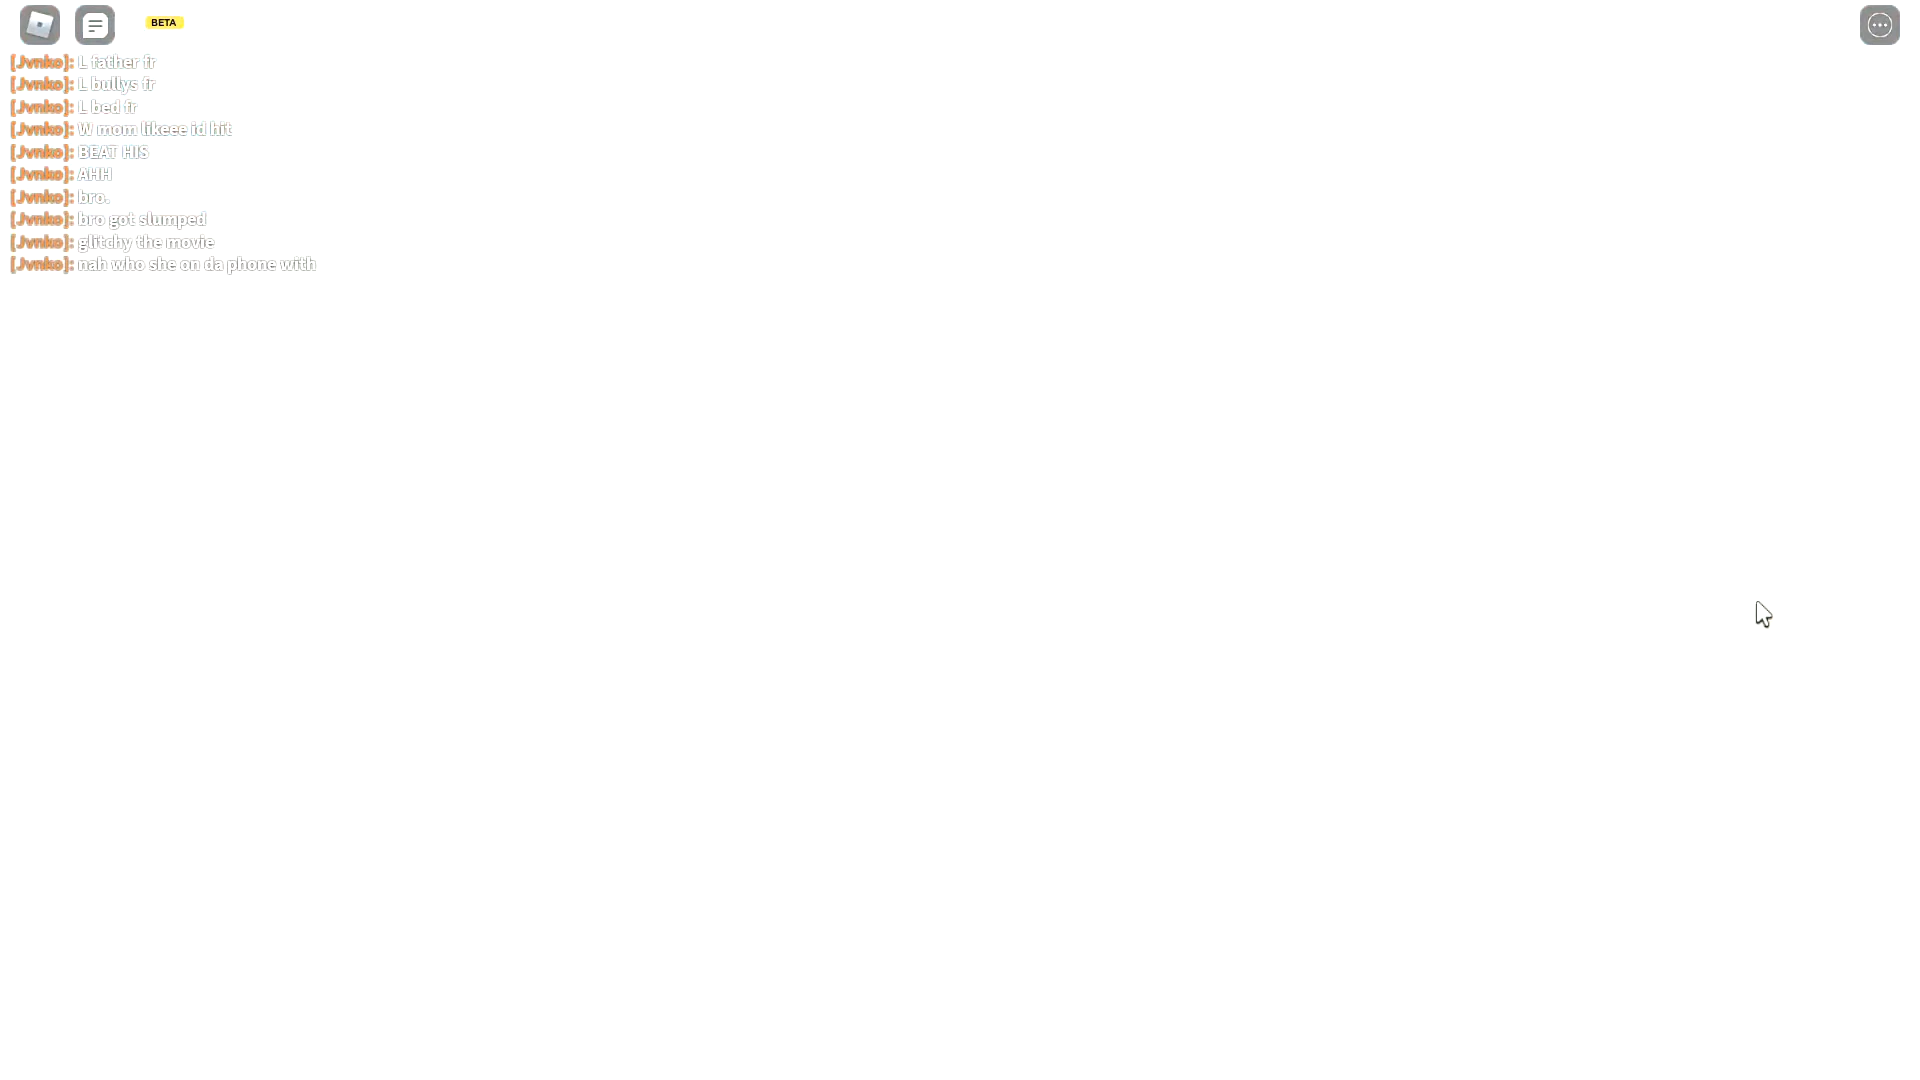 BETA
[Jvnko]: L father fr
[Jvnko]: L bullys fr
[Jvnko]: L bed fr
[Jvnko]: W mom likeee id hit
[Jvnko]: BEAT HIS
[Jvnko]: AHH
[Jvnko]: bro.
[Jvnko]: bro got slumped
[Jvnko]: glitchy the movie
[Jvnko]: nah who she on da phone with